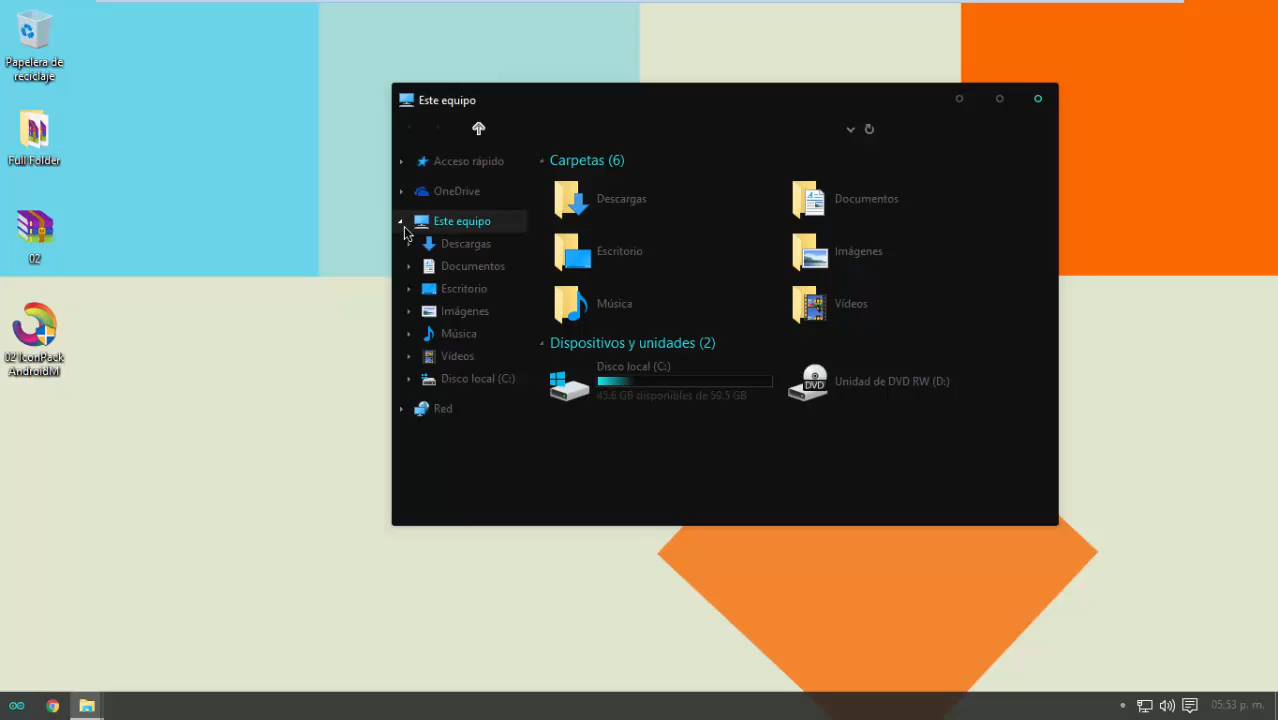 Papelera de
reciclaje
Full Folder
02
02 IconPack
AndroidM
Este equipo
Acceso rápido
OneDrive
Este equipo
Descargas
Documentos
Escritorio
Imágenes
Música
Vídeos
Disco local (C:)
Red
Carpetas (6)
Descargas
Documentos
Escritorio
Imágenes
Música
Vídeos
Dispositivos y unidades (2)
Disco local (C:)
45.6 GB disponibles de 59.5 GB
DVD
Unidad de DVD RW (D:)
05:53 p. m.